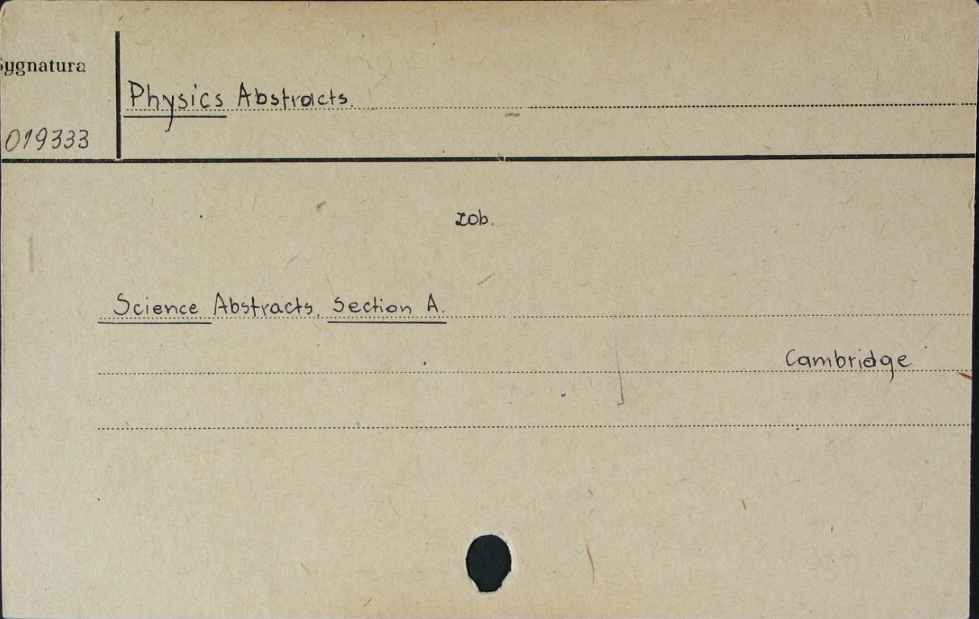 Sygnatura
Physics Abstracts.
019333
zob.
Science Abstracts, Section A.
Cambridge